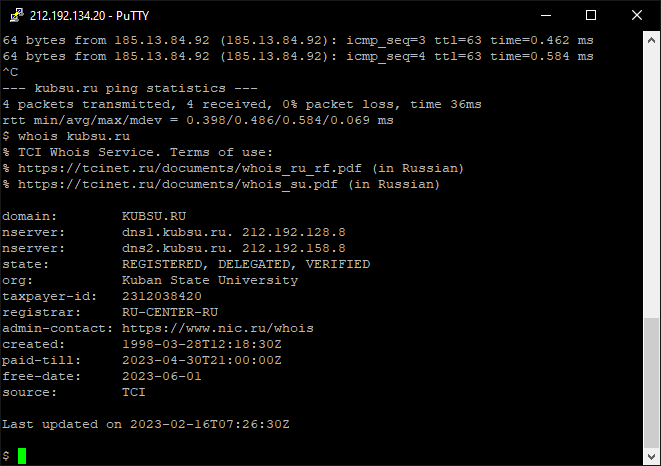 212.192.134.20 - PuTTY
64 bytes from 185.13.84.92 (185.13.84.92): icmp_seq=3 ttl=63 time=0.462 ms
64 bytes from 185.13.84.92 (185.13.84.92): icmp_seq=4 ttl=63 time=0.584 ms
^C
--- kubsu.ru ping statistics ---
4 packets transmitted, 4 received, 0% packet loss, time 36ms
rtt min/avg/max/mdev = 0.398/0.486/0.584/0.069 ms
$ whois kubsu.ru
% TCI Whois Service. Terms of use:
% https://tcinet.ru/documents/whois_ru_rf.pdf (in Russian)
% https://tcinet.ru/documents/whois_su.pdf (in Russian)

domain:        KUBSU.RU
nserver:       dns1.kubsu.ru. 212.192.128.8
nserver:       dns2.kubsu.ru. 212.192.158.8
state:         REGISTERED, DELEGATED, VERIFIED
org:           Kuban State University
taxpayer-id:   2312038420
registrar:     RU-CENTER-RU
admin-contact: https://www.nic.ru/whois
created:       1998-03-28T12:18:30Z
paid-till:     2023-04-30T21:00:00Z
free-date:     2023-06-01
source:        TCI

Last updated on 2023-02-16T07:26:30Z

$